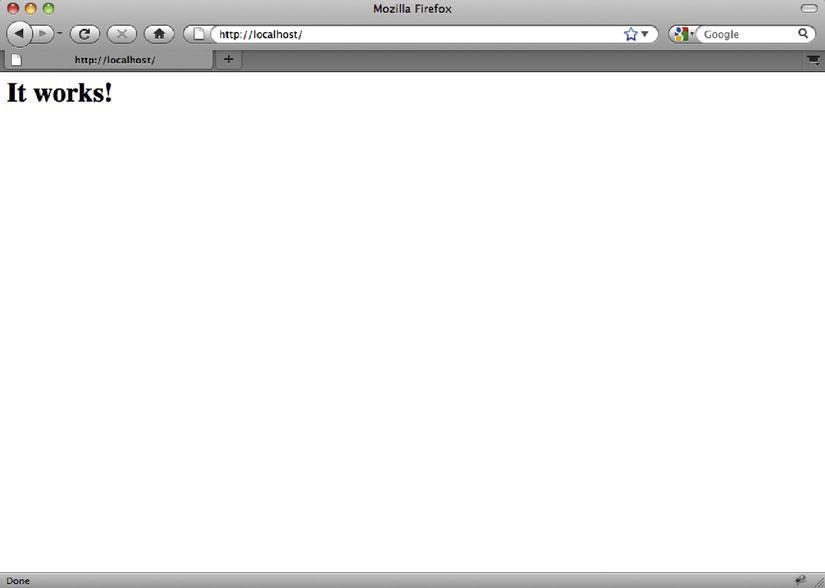 Mozilla Firefox
http://localhost/
Google
http://localhost/
It works!
Done